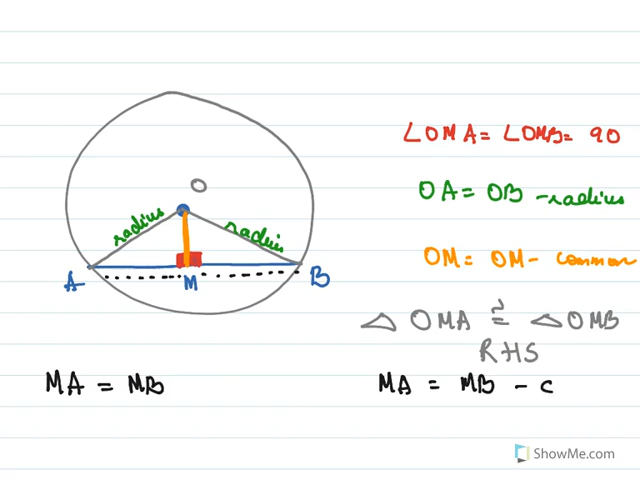 ∠OMA = ∠OMB = 90
O
OA = OB - radius
radius
radius
OM = OM - common
A
M
B
△ OMA ≅ △OMB
RHS
MA = MB
MA = MB - c
ShowMe.com